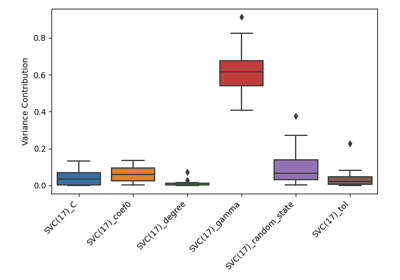 0.8
0.6
0.4
0.2
0.0
Variance Contribution
SVC(17)_C
SVC(17)_coef0
SVC(17)_degree
SVC(17)_gamma
SVC(17)_random_state
SVC(17)_tol